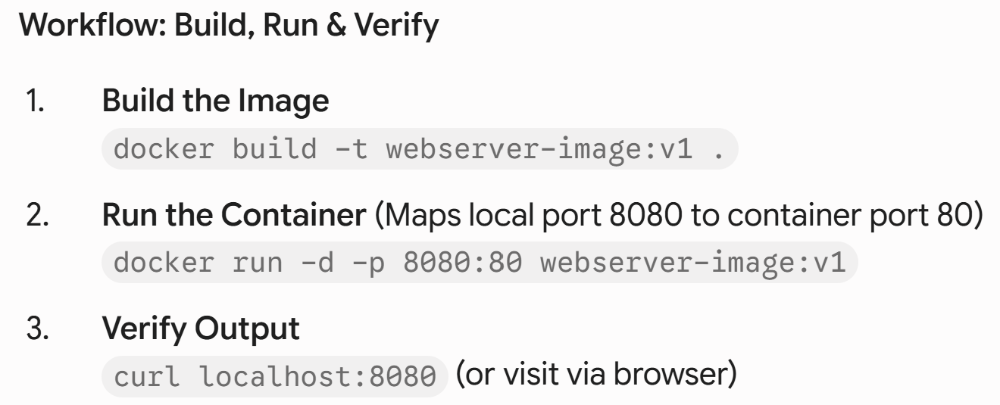 Workflow: Build, Run & Verify
1. Build the Image
docker build -t webserver-image:v1 .
2. Run the Container (Maps local port 8080 to container port 80)
docker run -d -p 8080:80 webserver-image:v1
3. Verify Output
curl localhost:8080 (or visit via browser)